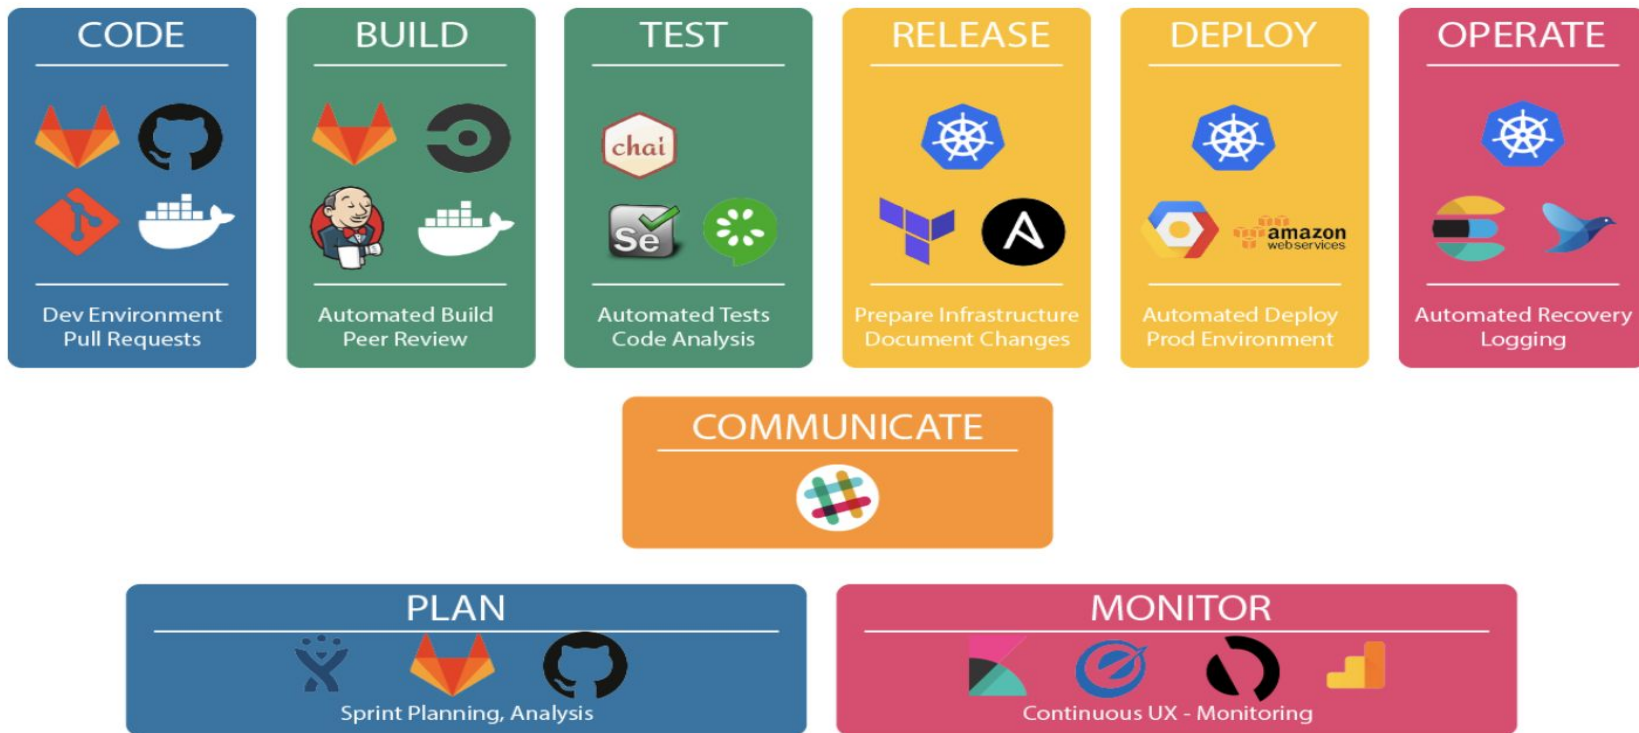 CODE
Dev Environment
Pull Requests
BUILD
Automated Build
Peer Review
TEST
chai
Se
Automated Tests
Code Analysis
RELEASE
A
Prepare Infrastructure
Document Changes
DEPLOY
amazon
webservices
Automated Deploy
Prod Environment
OPERATE
Automated Recovery
Logging
COMMUNICATE
PLAN
Sprint Planning, Analysis
MONITOR
Continuous UX - Monitoring